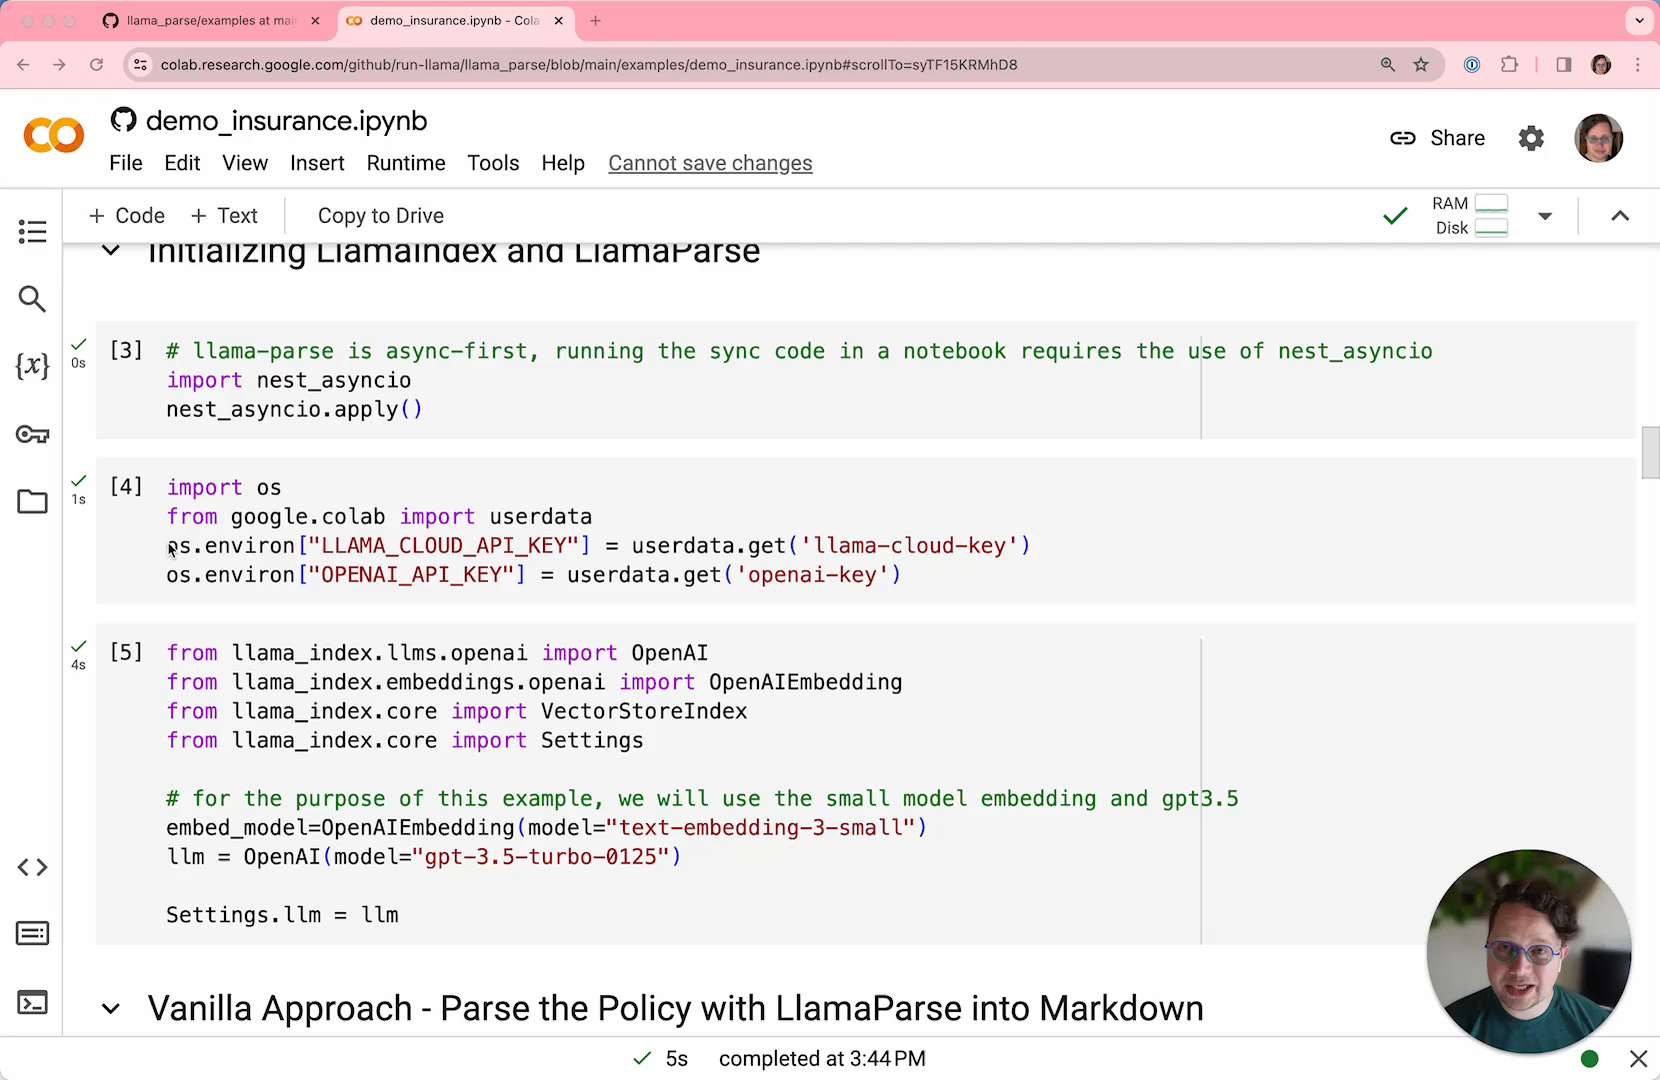 llama_parse/examples at mai
demo_insurance.ipynb - Cola
colab.research.google.com/github/run-llama/llama_parse/blob/main/examples/demo_insurance.ipynb#scrollTo=syTF15KRMhD8
demo_insurance.ipynb
Share
File Edit View Insert Runtime Tools Help Cannot save changes
+ Code + Text Copy to Drive
RAM
Disk
Initializing LlamaIndex and LlamaParse
0s
[3] # llama-parse is async-first, running the sync code in a notebook requires the use of nest_asyncio
import nest_asyncio
nest_asyncio.apply()
1s
[4] import os
from google.colab import userdata
os.environ["LLAMA_CLOUD_API_KEY"] = userdata.get('llama-cloud-key')
os.environ["OPENAI_API_KEY"] = userdata.get('openai-key')
4s
[5] from llama_index.llms.openai import OpenAI
from llama_index.embeddings.openai import OpenAIEmbedding
from llama_index.core import VectorStoreIndex
from llama_index.core import Settings
# for the purpose of this example, we will use the small model embedding and gpt3.5
embed_model=OpenAIEmbedding(model="text-embedding-3-small")
llm = OpenAI(model="gpt-3.5-turbo-0125")
Settings.llm = llm
Vanilla Approach - Parse the Policy with LlamaParse into Markdown
5s completed at 3:44 PM